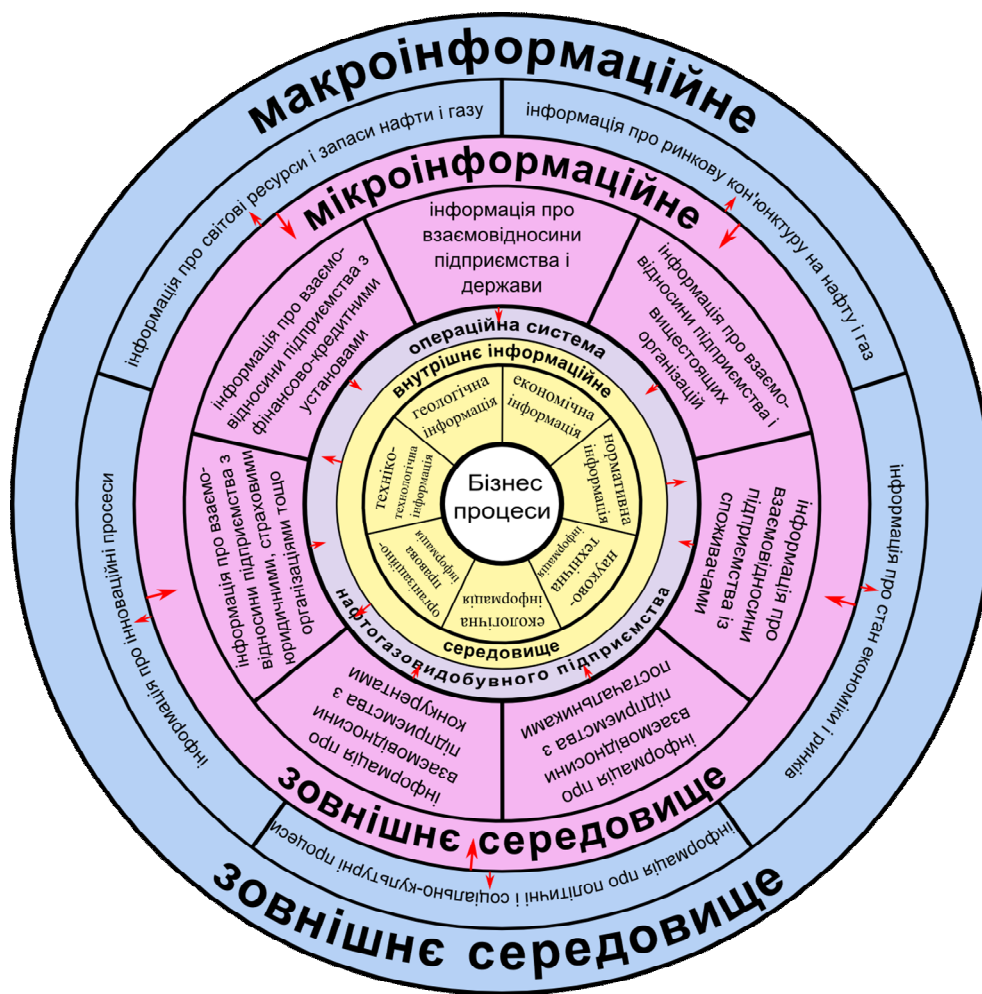 макроінформаційне
інформація про світові ресурси і запаси нафти і газу
інформація про ринкову кон'юнктуру на нафту і газ
інформація про стан економіки і ринків
інформація про політичні і соціально-культурні процеси
інформація про інноваційні просеси
зовнішнє середовище
мікроінформаційне
інформація про
взаємовідносини
підприємства і
держави
інформація про взаємо-
відносини підприємства і
вищестоящих
організацій
інформація про
взаємовідносини
підприємства із
споживачами
інформація про
взаємовідносини
підприємства з
постачальниками
інформація про
взаємовідносини
підприємства з
конкурентами
інформація про взаємо-
відносини підприємства з
юридичними, страховими
організаціями тощо
інформація про взаємо-
відносини підприємства з
фінансово-кредитними
установами
зовнішнє середовище
операційна система
нафтогазовидобувного підприємства
внутрішнє інформаційне
середовище
геологічна
інформація
економічна
інформація
нормативна
інформація
науково-
технічна
інформація
екологічна
інформація
організаційно-
правова
інформація
техніко-
технологічна
інформація
Бізнес
процеси